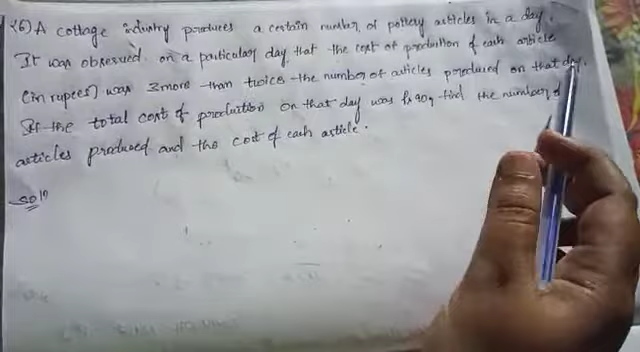 26) A cottage industry produces a certain number of pottery articles in a day.
It was observed on a particular day that the cost of production of each article
(in rupees) was 3 more than twice the number of articles produced on that day.
If the total cost of production on that day was Rs 90, find the number of
articles produced and the cost of each article.
Soln